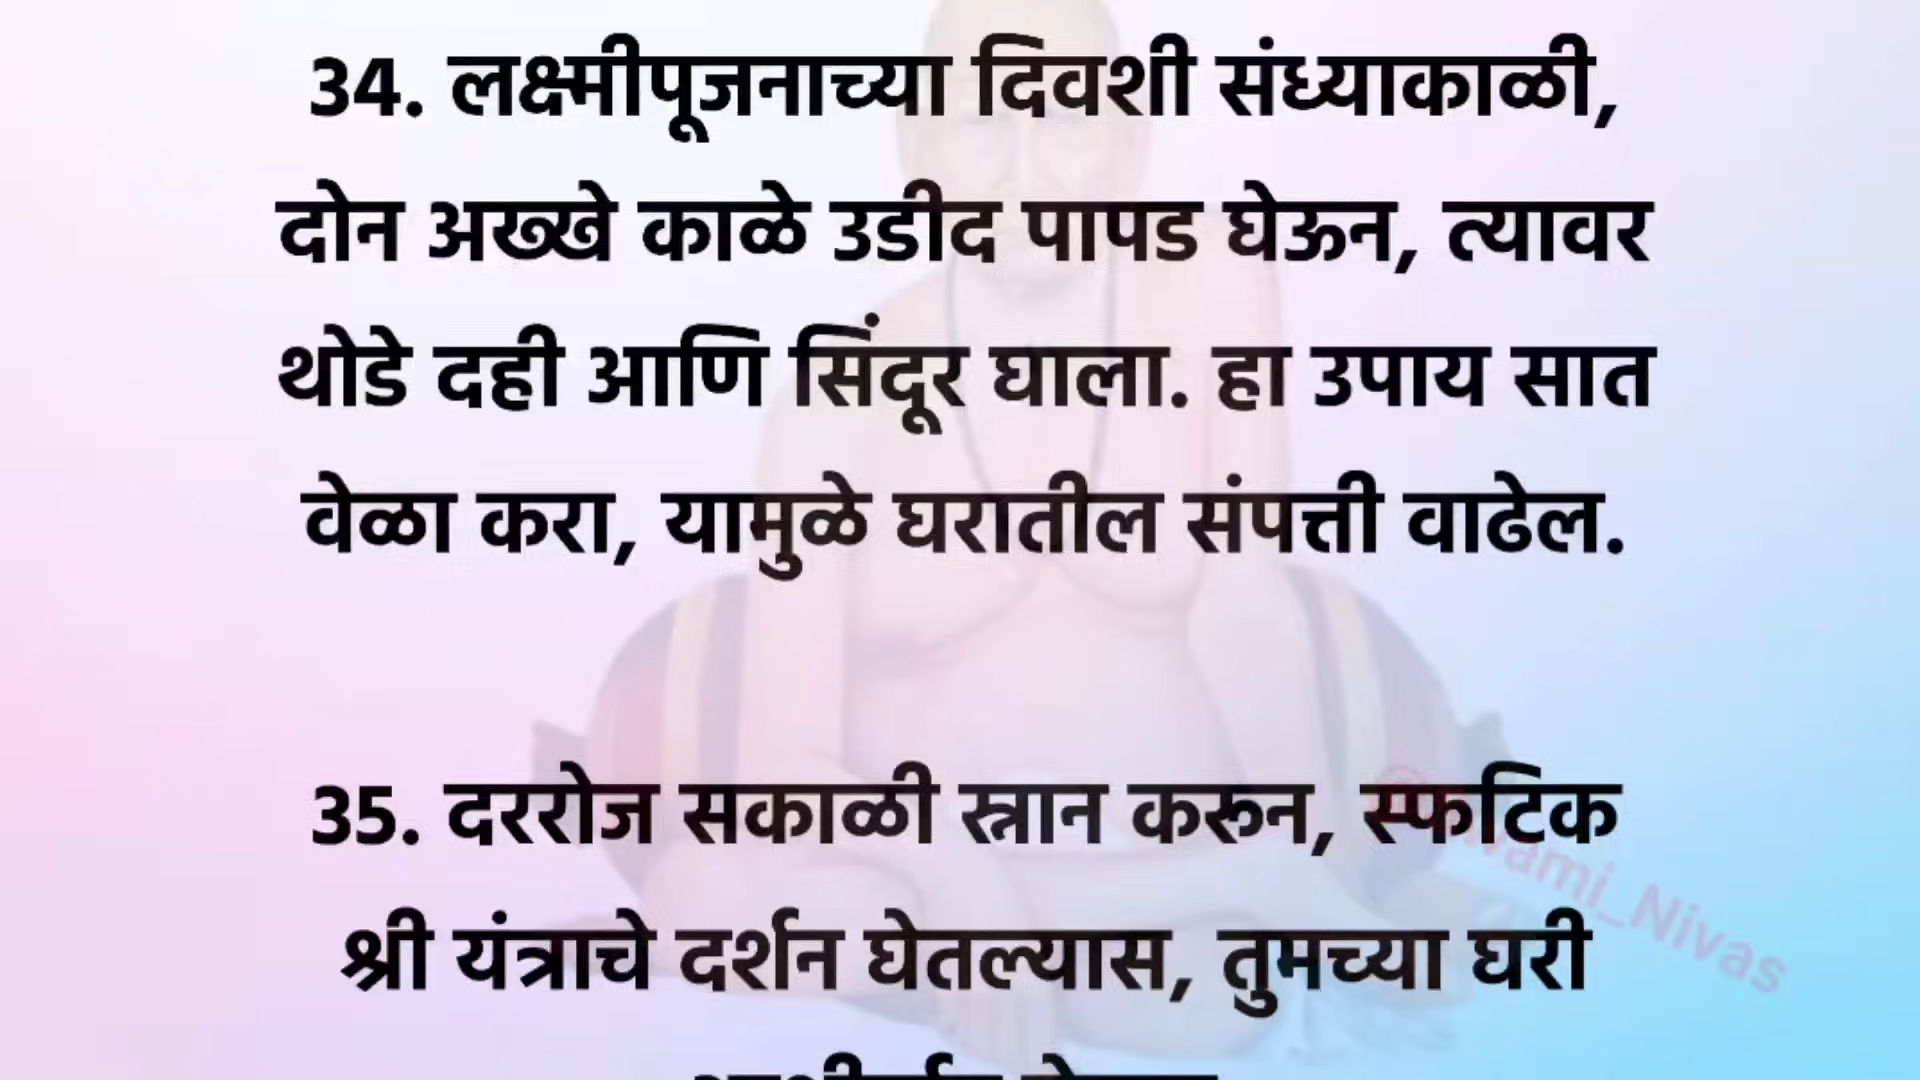 34. लक्ष्मीपूजनाच्या दिवशी संध्याकाळी,
दोन अख्खे काळे उडीद पापड घेऊन, त्यावर
थोडे दही आणि सिंदूर घाला. हा उपाय सात
वेळा करा, यामुळे घरातील संपत्ती वाढेल.
35. दररोज सकाळी स्नान करून, स्फटिक
श्री यंत्राचे दर्शन घेतल्यास, तुमच्या घरी